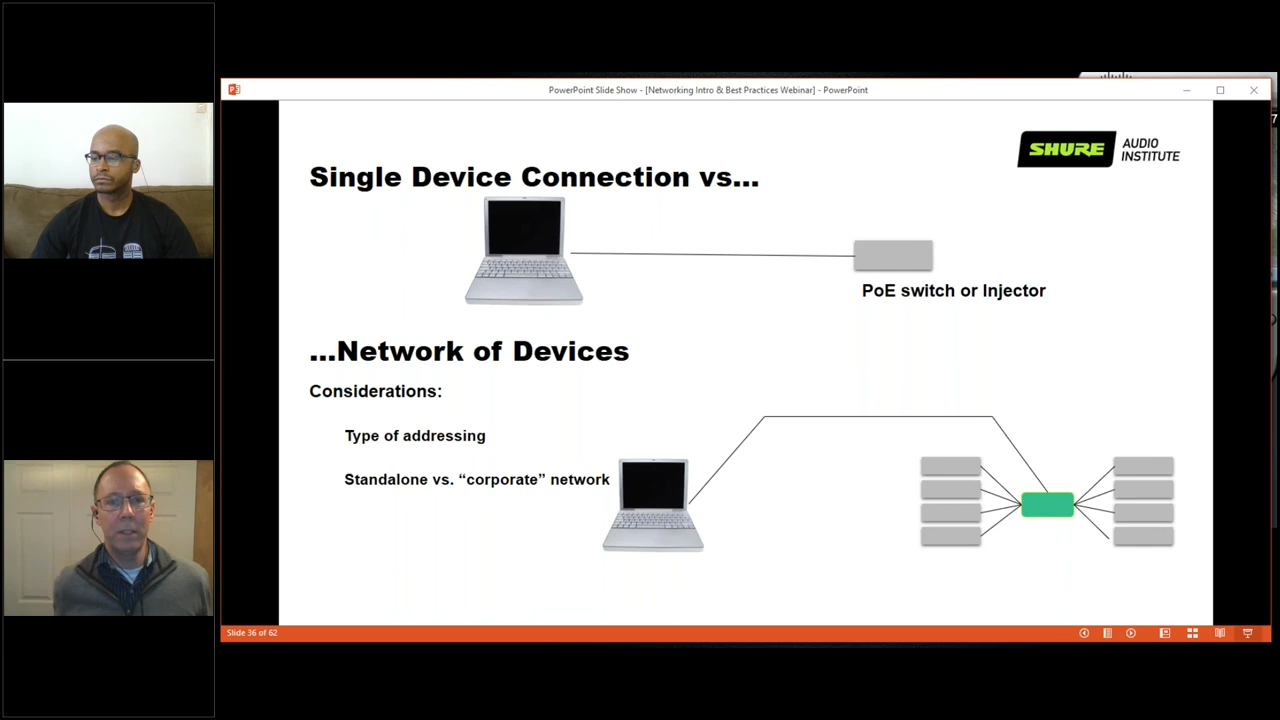 PowerPoint Slide Show - [Networking Intro & Best Practices Webinar] - PowerPoint
SHURE AUDIO INSTITUTE
Single Device Connection vs...
PoE switch or Injector
...Network of Devices
Considerations:
Type of addressing
Standalone vs. “corporate” network
Slide 36 of 62
7